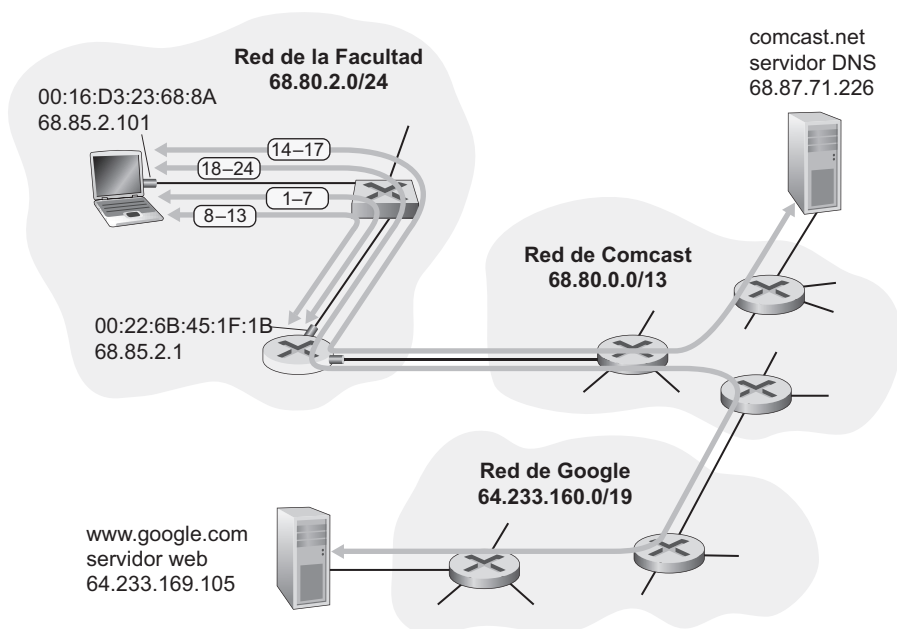 Red de la Facultad
68.80.2.0/24
comcast.net
servidor DNS
68.87.71.226
00:16:D3:23:68:8A
68.85.2.101
14–17
18–24
1–7
8–13
Red de Comcast
68.80.0.0/13
00:22:6B:45:1F:1B
68.85.2.1
Red de Google
64.233.160.0/19
www.google.com
servidor web
64.233.169.105